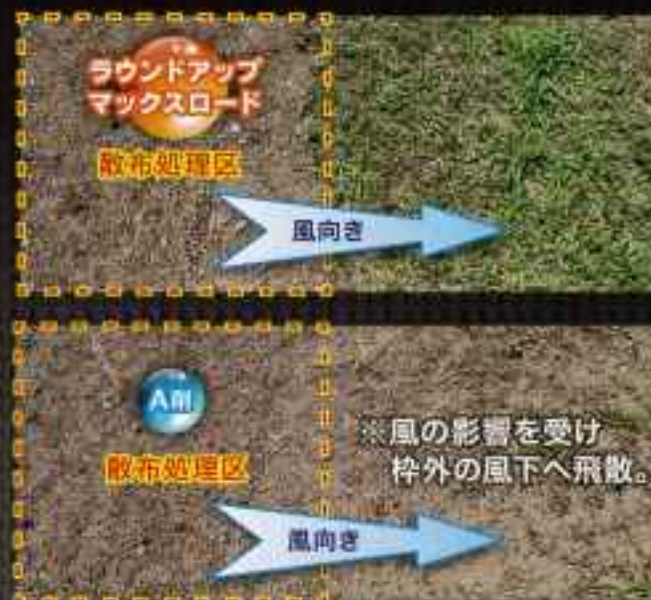 ラウンドアップ
マックスロード
散布処理区
風向き
A剤
散布処理区
※風の影響を受け
枠外の風下へ飛散。
風向き